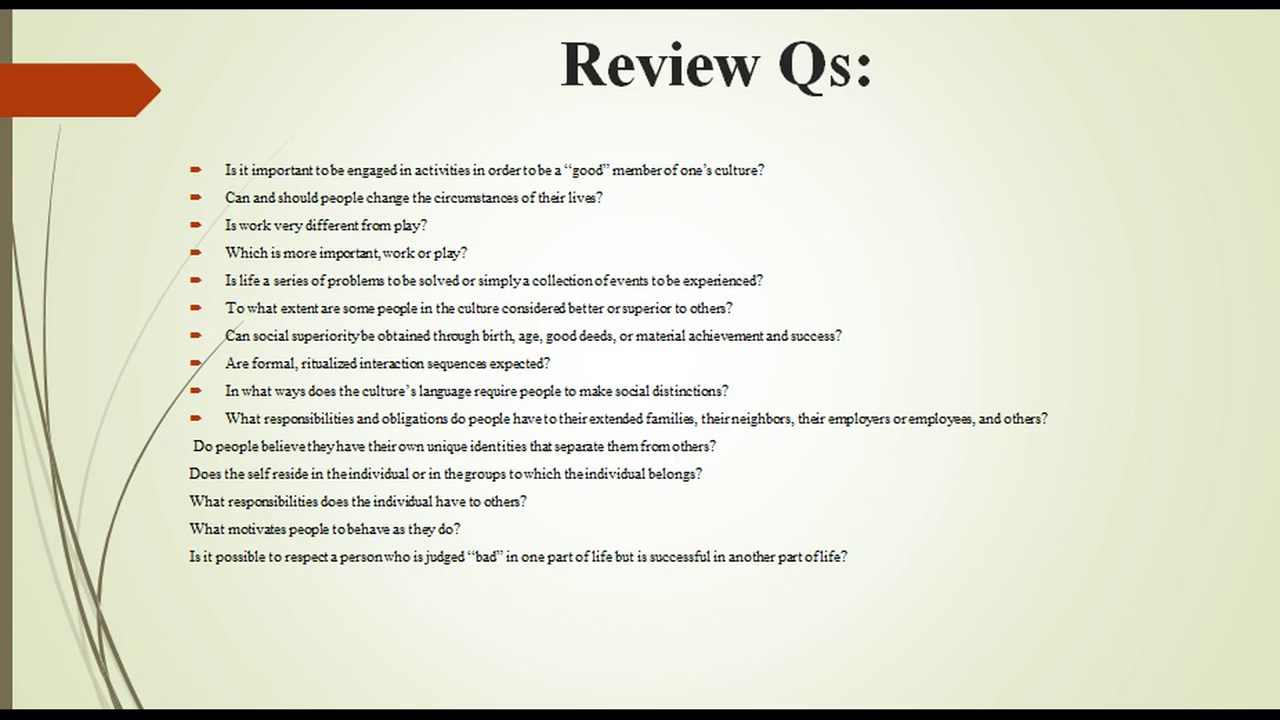 Review Qs:
Is it important to be engaged in activities in order to be a “good” member of one’s culture?
Can and should people change the circumstances of their lives?
Is work very different from play?
Which is more important, work or play?
Is life a series of problems to be solved or simply a collection of events to be experienced?
To what extent are some people in the culture considered better or superior to others?
Can social superiority be obtained through birth, age, good deeds, or material achievement and success?
Are formal, ritualized interaction sequences expected?
In what ways does the culture’s language require people to make social distinctions?
What responsibilities and obligations do people have to their extended families, their neighbors, their employers or employees, and others?
Do people believe they have their own unique identities that separate them from others?
Does the self reside in the individual or in the groups to which the individual belongs?
What responsibilities does the individual have to others?
What motivates people to behave as they do?
Is it possible to respect a person who is judged “bad” in one part of life but is successful in another part of life?